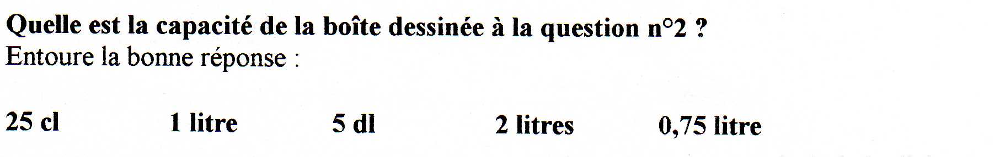 Quelle est la capacité de la boîte dessinée à la question n°2 ?
Entoure la bonne réponse :
25 cl 1 litre 5 dl 2 litres 0,75 litre